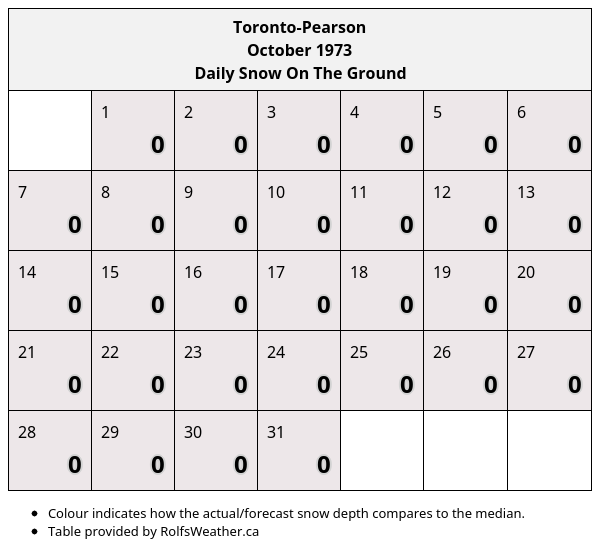 Toronto-Pearson
October 1973
Daily Snow On The Ground
1 2 3 4 5 6
0 0 0 0 0 0
7 8 9 10 11 12 13
0 0 0 0 0 0 0
14 15 16 17 18 19 20
0 0 0 0 0 0 0
21 22 23 24 25 26 27
0 0 0 0 0 0 0
28 29 30 31
0 0 0 0
• Colour indicates how the actual/forecast snow depth compares to the median.
• Table provided by RolfsWeather.ca